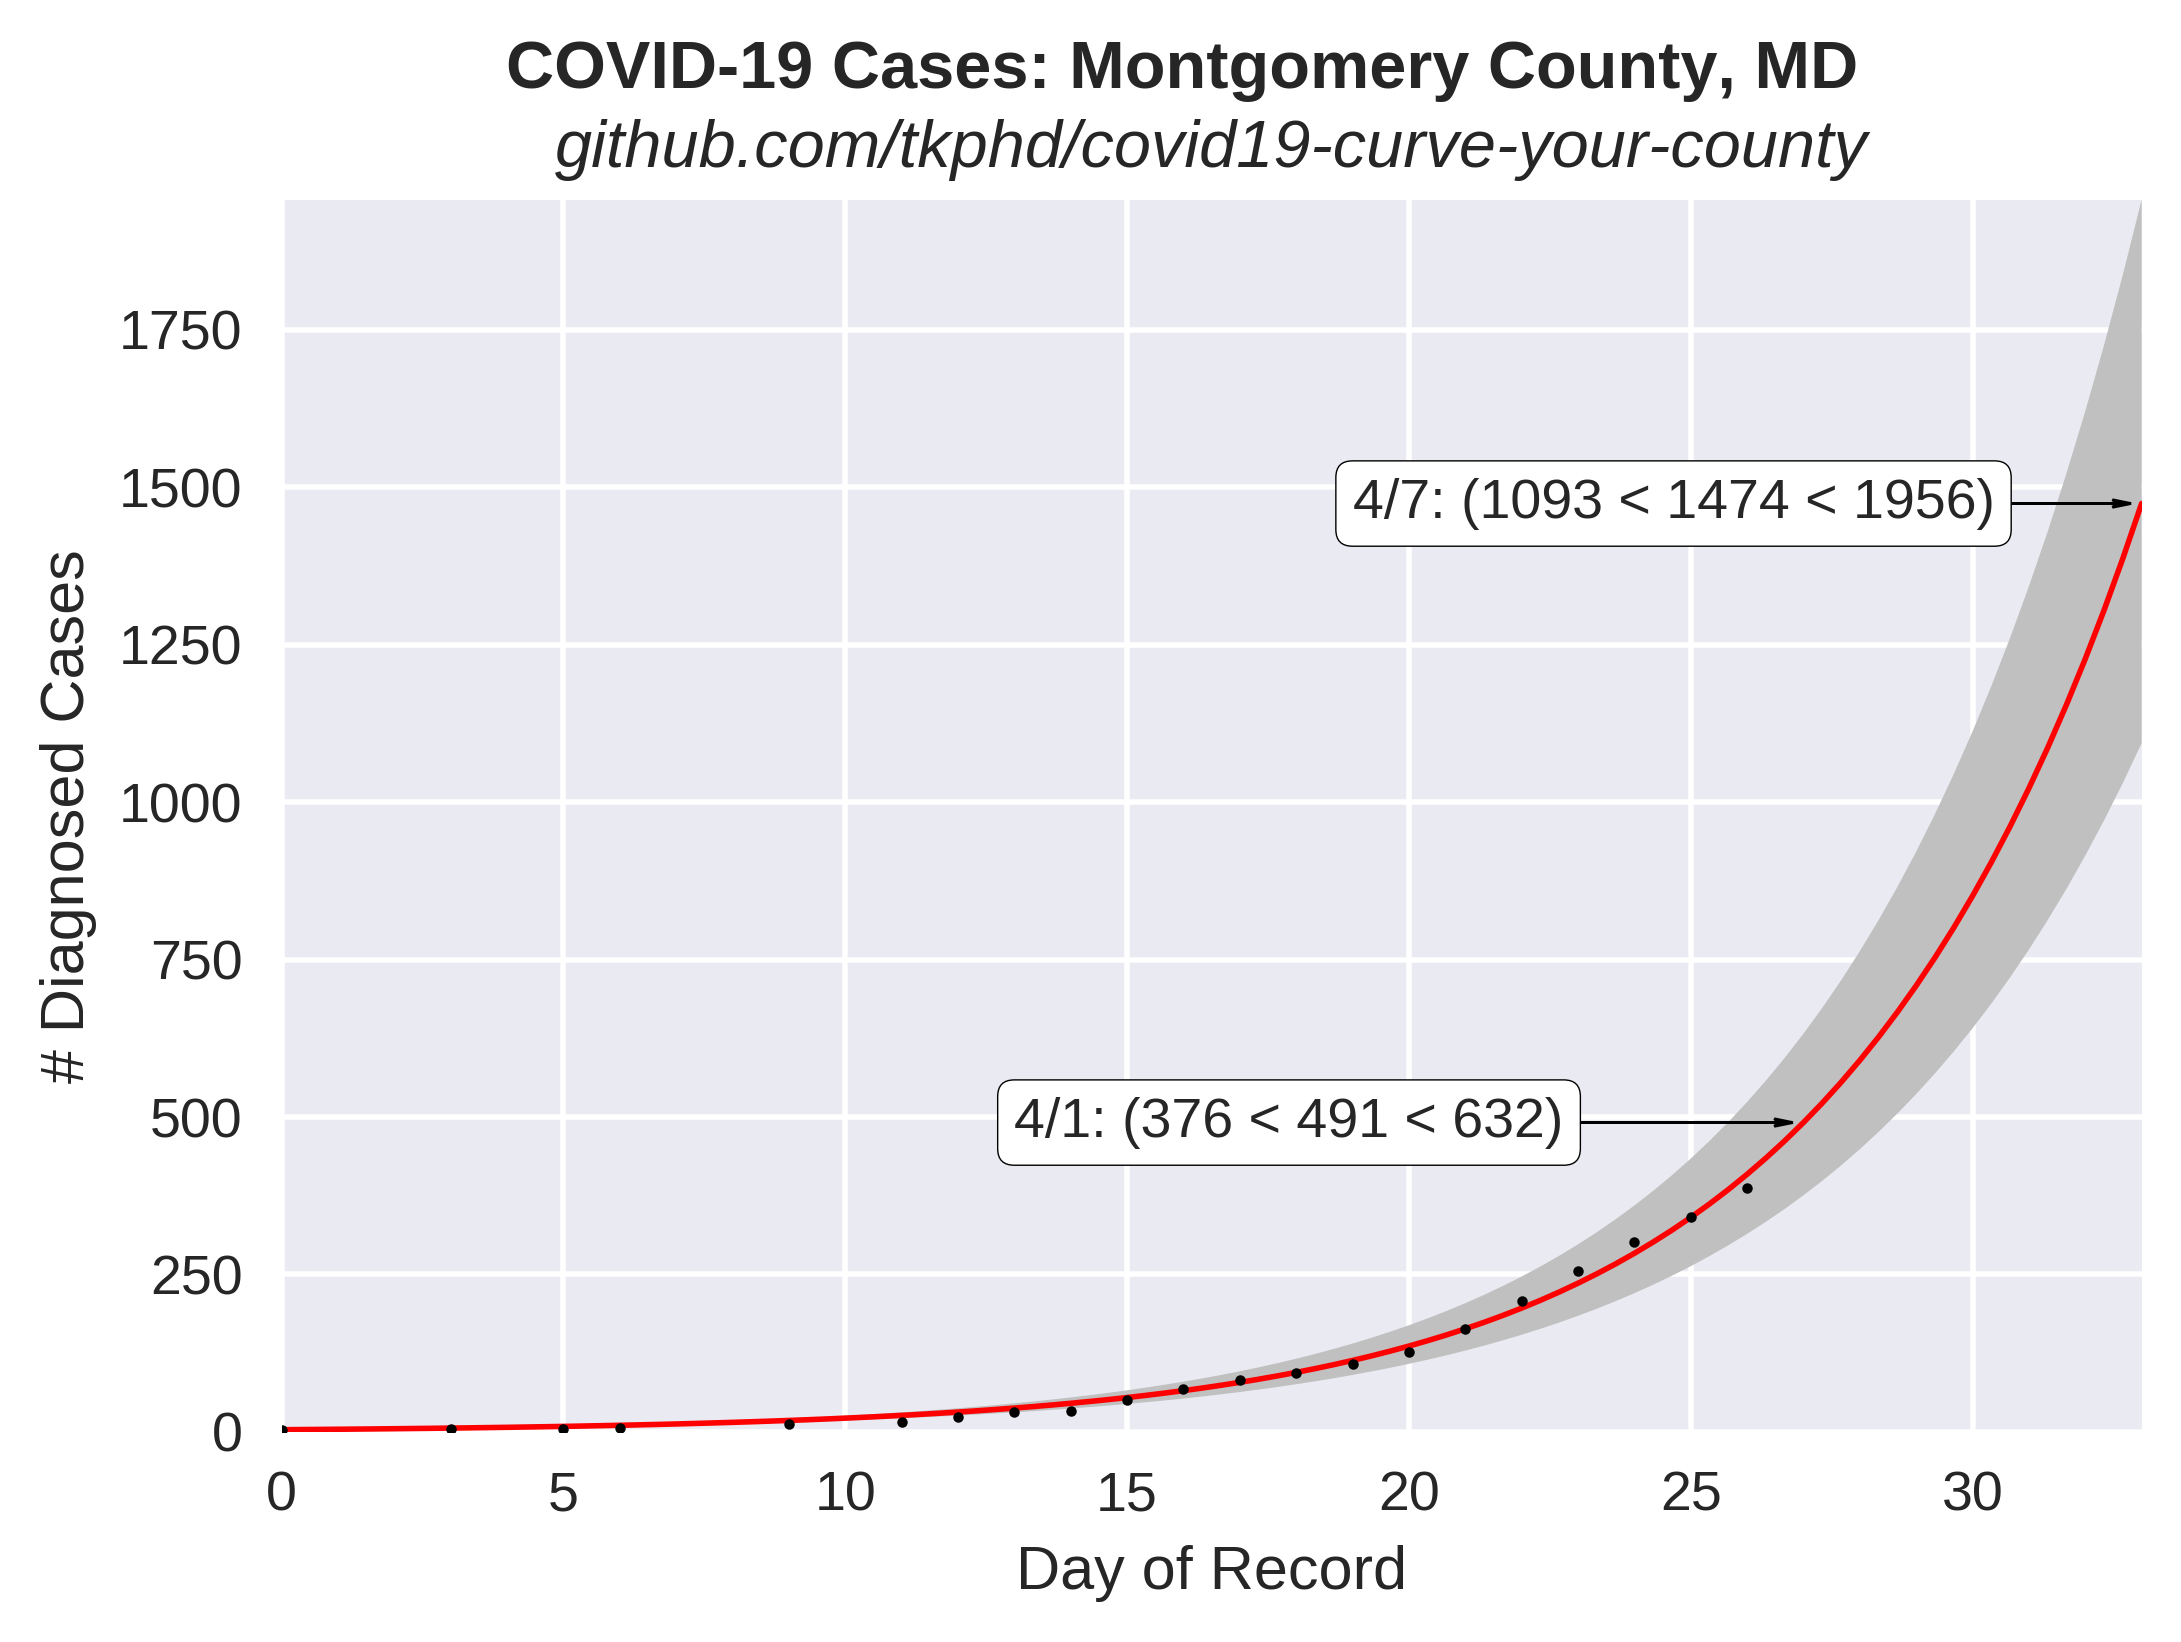 COVID-19 Cases: Montgomery County, MD
github.com/tkphd/covid19-curve-your-county
# Diagnosed Cases
1750
1500
1250
1000
750
500
250
0
4/7: (1093 < 1474 < 1956)
4/1: (376 < 491 < 632)
0 5 10 15 20 25 30
Day of Record